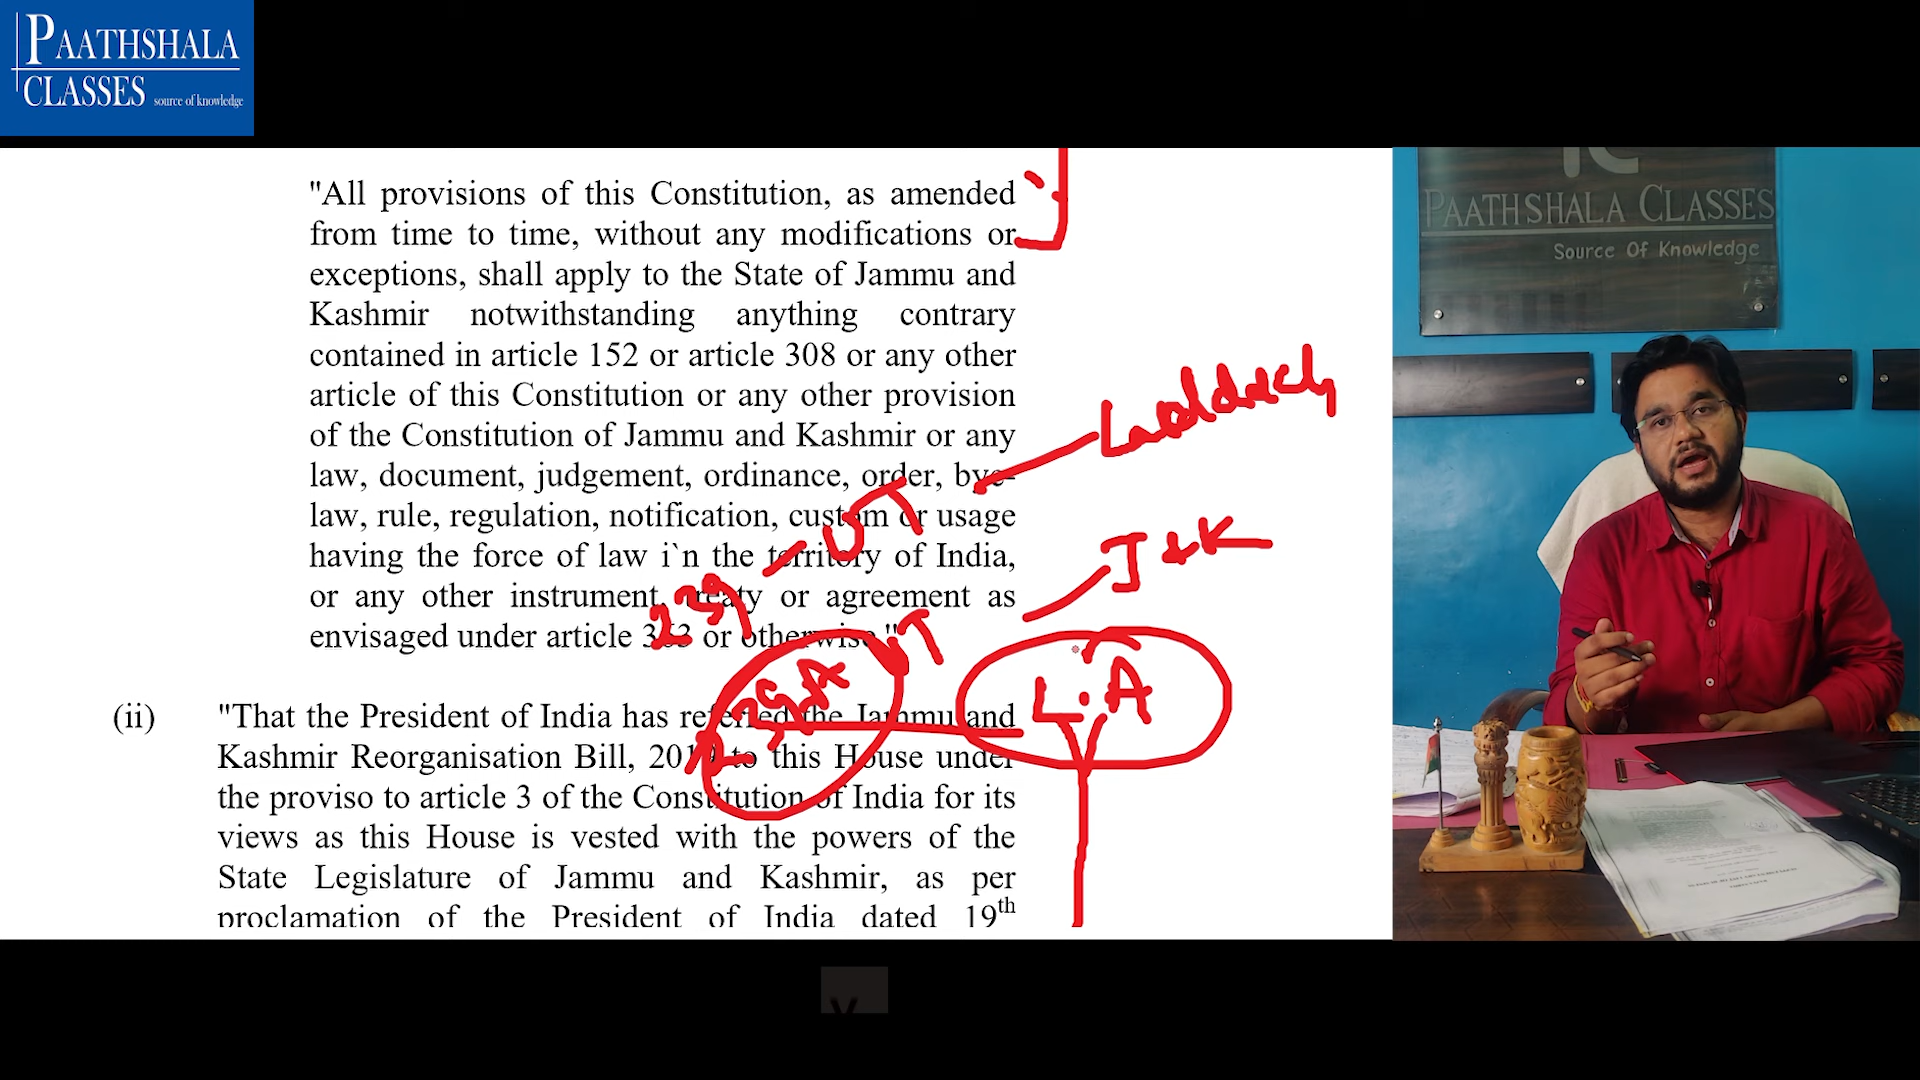 PAATHSHALA
CLASSES source of knowledge
"All provisions of this Constitution, as amended
from time to time, without any modifications or
exceptions, shall apply to the State of Jammu and
Kashmir notwithstanding anything contrary
contained in article 152 or article 308 or any other
article of this Constitution or any other provision
of the Constitution of Jammu and Kashmir or any
law, document, judgement, ordinance, order, bye-
law, rule, regulation, notification, custom or usage
having the force of law i`n the territory of India,
or any other instrument, treaty or agreement as
envisaged under article 363 or otherwise."
(ii) "That the President of India has referred the Jammu and
Kashmir Reorganisation Bill, 2019 to this House under
the proviso to article 3 of the Constitution of India for its
views as this House is vested with the powers of the
State Legislature of Jammu and Kashmir, as per
proclamation of the President of India dated 19th
Laddach
239 - UT
J & K
239A UT
L.A
PAATHSHALA CLASSES
Source Of Knowledge